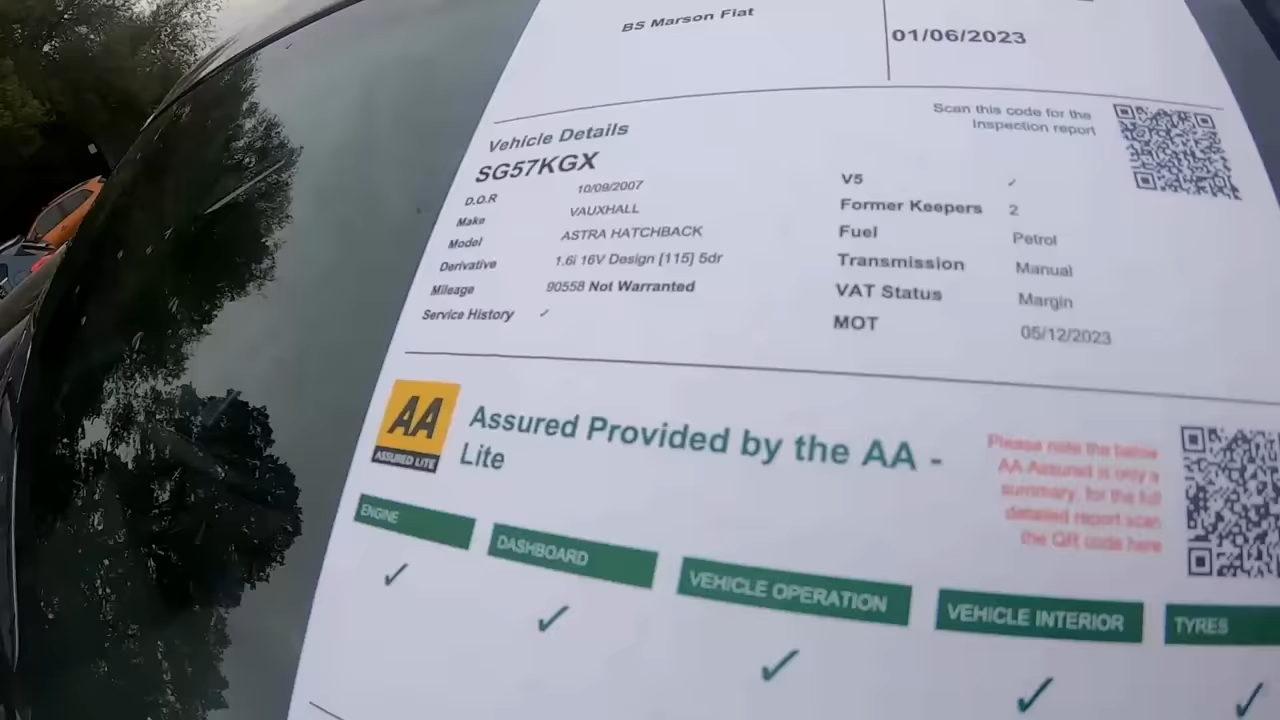 BS Marson Fiat
01/06/2023
Scan this code for the
Inspection report
Vehicle Details
SG57KGX
D.O.R 10/09/2007
Make VAUXHALL
Model ASTRA HATCHBACK
Derivative 1.6i 16V Design [115] 5dr
Mileage 90558 Not Warranted
Service History ✓
V5 ✓
Former Keepers 2
Fuel Petrol
Transmission Manual
VAT Status Margin
MOT 05/12/2023
AA
ASSURED LITE
Assured Provided by the AA -
Lite
Please note the below
AA Assured is only a
summary, for the full
detailed report scan
the QR code here
ENGINE
DASHBOARD
VEHICLE OPERATION
VEHICLE INTERIOR
TYRES
✓ ✓ ✓ ✓ ✓